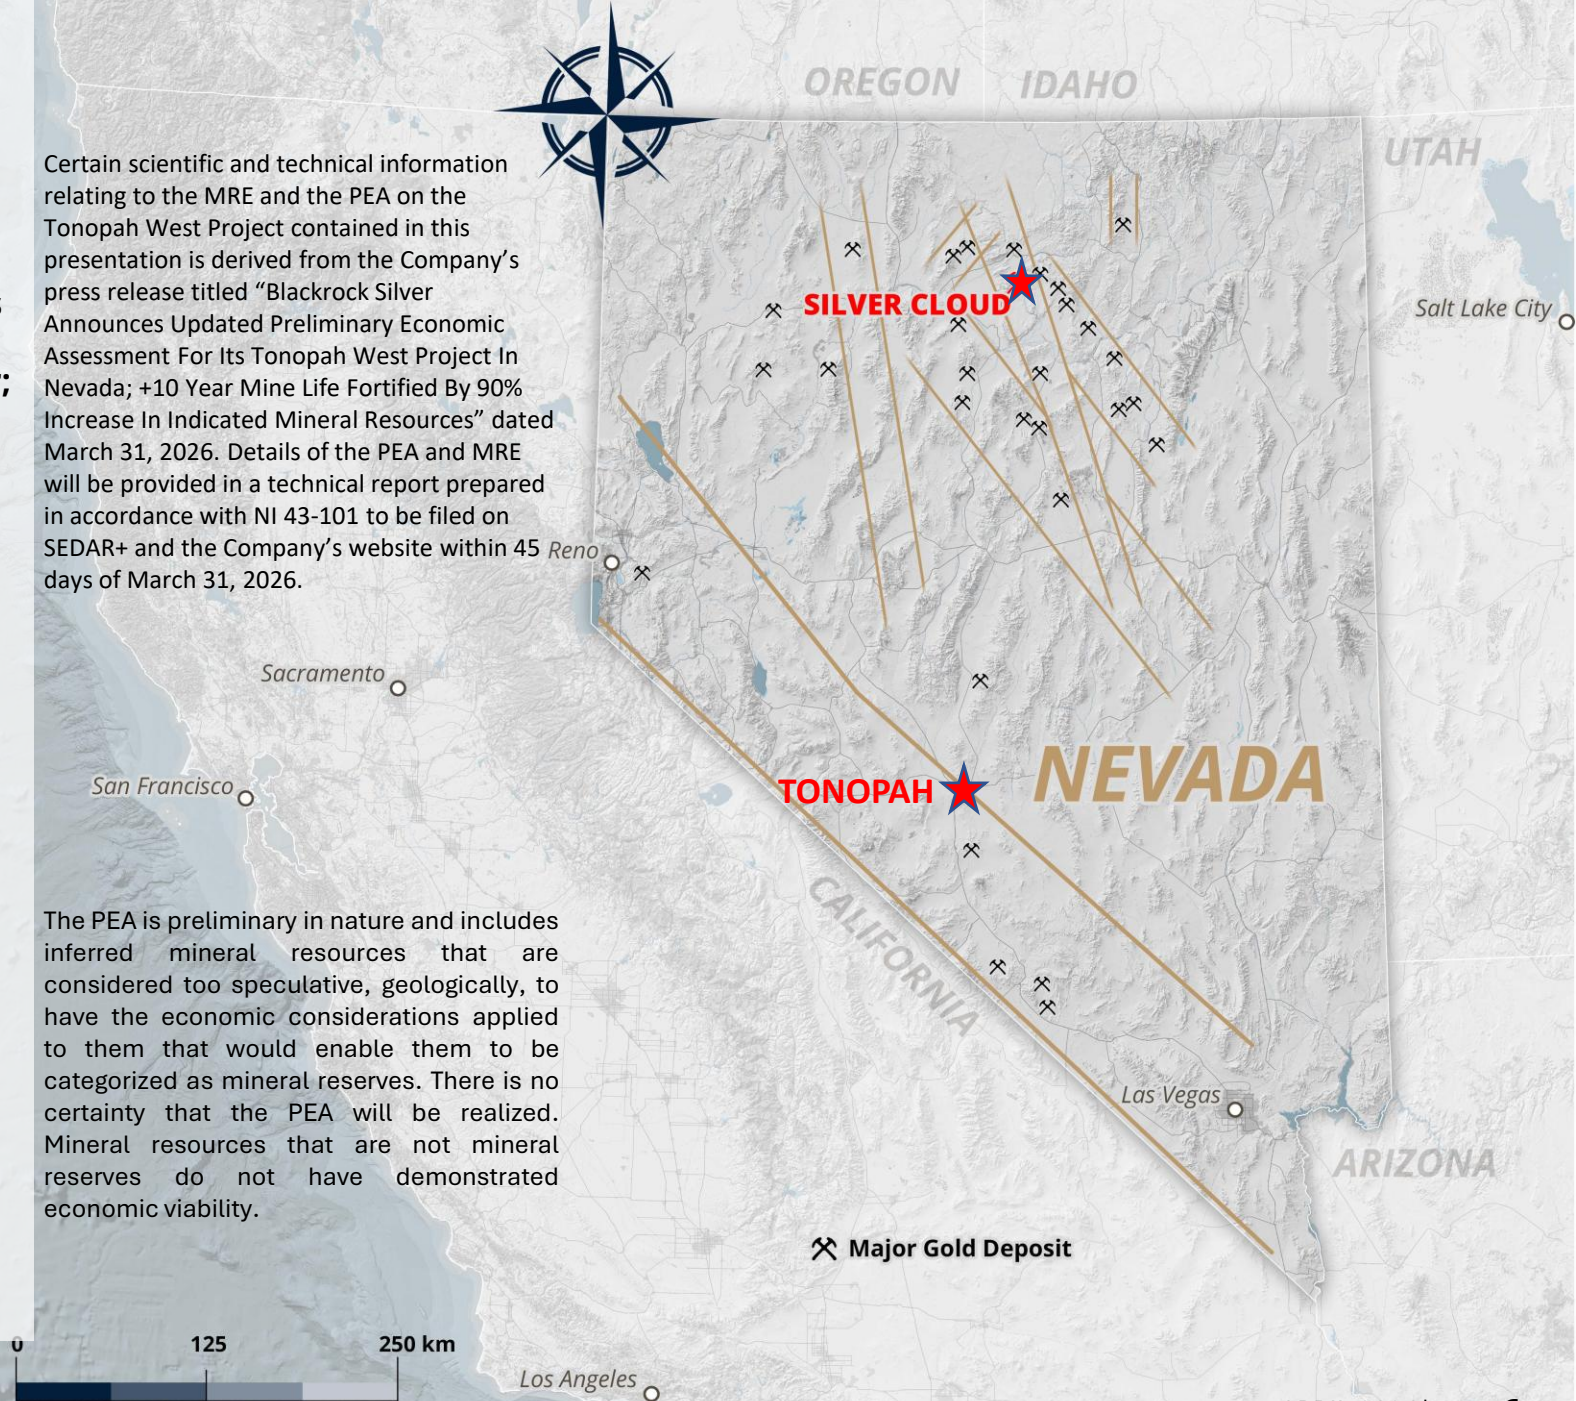 OREGON
IDAHO
UTAH
Certain scientific and technical information
relating to the MRE and the PEA on the
Tonopah West Project contained in this
presentation is derived from the Company’s
press release titled “Blackrock Silver
Announces Updated Preliminary Economic
Assessment For Its Tonopah West Project In
Nevada; +10 Year Mine Life Fortified By 90%
Increase In Indicated Mineral Resources” dated
March 31, 2026. Details of the PEA and MRE
will be provided in a technical report prepared
in accordance with NI 43-101 to be filed on
SEDAR+ and the Company’s website within 45
days of March 31, 2026.
SILVER CLOUD
Salt Lake City
Reno
Sacramento
San Francisco
TONOPAH
NEVADA
CALIFORNIA
The PEA is preliminary in nature and includes
inferred mineral resources that are
considered too speculative, geologically, to
have the economic considerations applied
to them that would enable them to be
categorized as mineral reserves. There is no
certainty that the PEA will be realized.
Mineral resources that are not mineral
reserves do not have demonstrated
economic viability.
Las Vegas
ARIZONA
Major Gold Deposit
0 125 250 km
Los Angeles